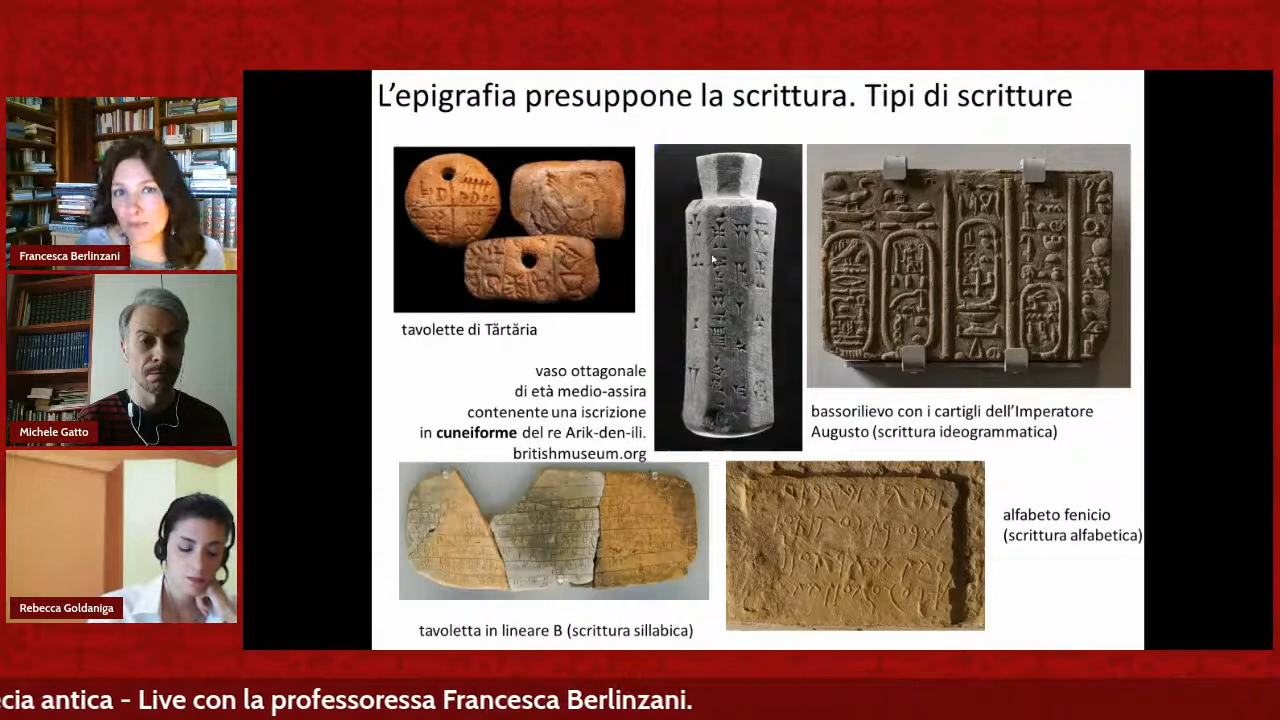 L'epigrafia presuppone la scrittura. Tipi di scritture
tavolette di Tărtăria
vaso ottagonale
di età medio-assira
contenente una iscrizione
in cuneiforme del re Arik-den-ili.
britishmuseum.org
bassorilievo con i cartigli dell'Imperatore
Augusto (scrittura ideogrammatica)
tavoletta in lineare B (scrittura sillabica)
alfabeto fenicio
(scrittura alfabetica)
Francesca Berlinzani
Michele Gatto
Rebecca Goldaniga
ecia antica - Live con la professoressa Francesca Berlinzani.